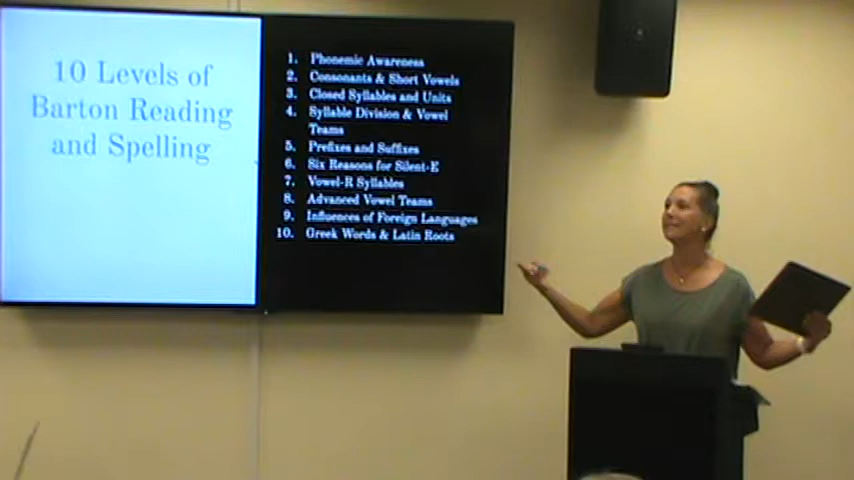 10 Levels of
Barton Reading
and Spelling
1. Phonemic Awareness
2. Consonants & Short Vowels
3. Closed Syllables and Units
4. Syllable Division & Vowel
Teams
5. Prefixes and Suffixes
6. Six Reasons for Silent-E
7. Vowel-R Syllables
8. Advanced Vowel Teams
9. Influences of Foreign Languages
10. Greek Words & Latin Roots